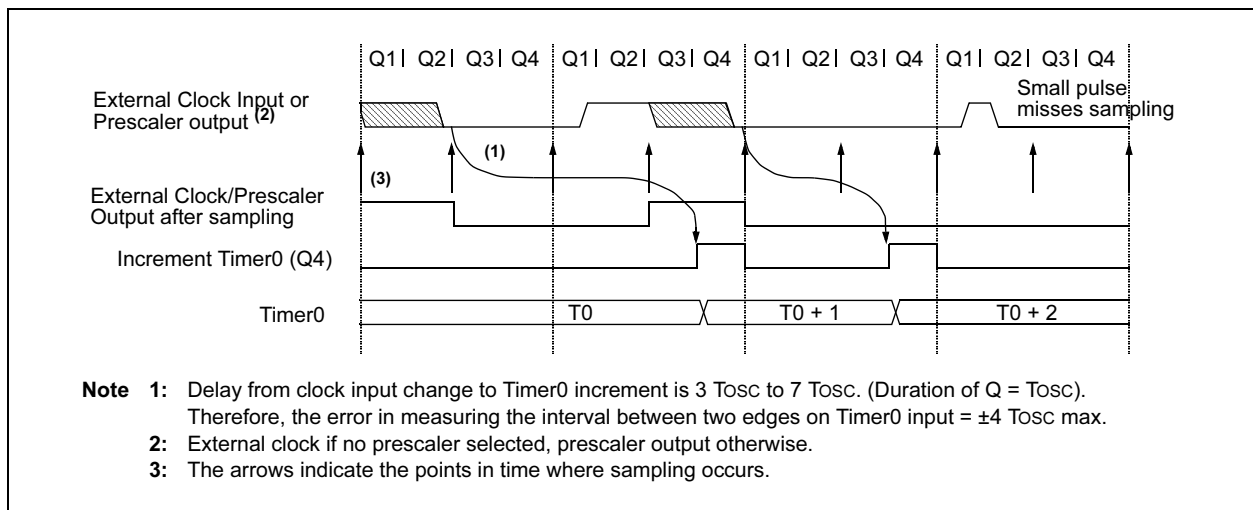 Q1| Q2| Q3| Q4 Q1| Q2| Q3| Q4 Q1| Q2| Q3| Q4 Q1| Q2| Q3| Q4
External Clock Input or
Prescaler output (2)
Small pulse
misses sampling
(1)
(3)
External Clock/Prescaler
Output after sampling
Increment Timer0 (Q4)
Timer0 T0 T0 + 1 T0 + 2
Note 1: Delay from clock input change to Timer0 increment is 3 TOSC to 7 TOSC. (Duration of Q = TOSC).
Therefore, the error in measuring the interval between two edges on Timer0 input = ±4 TOSC max.
2: External clock if no prescaler selected, prescaler output otherwise.
3: The arrows indicate the points in time where sampling occurs.